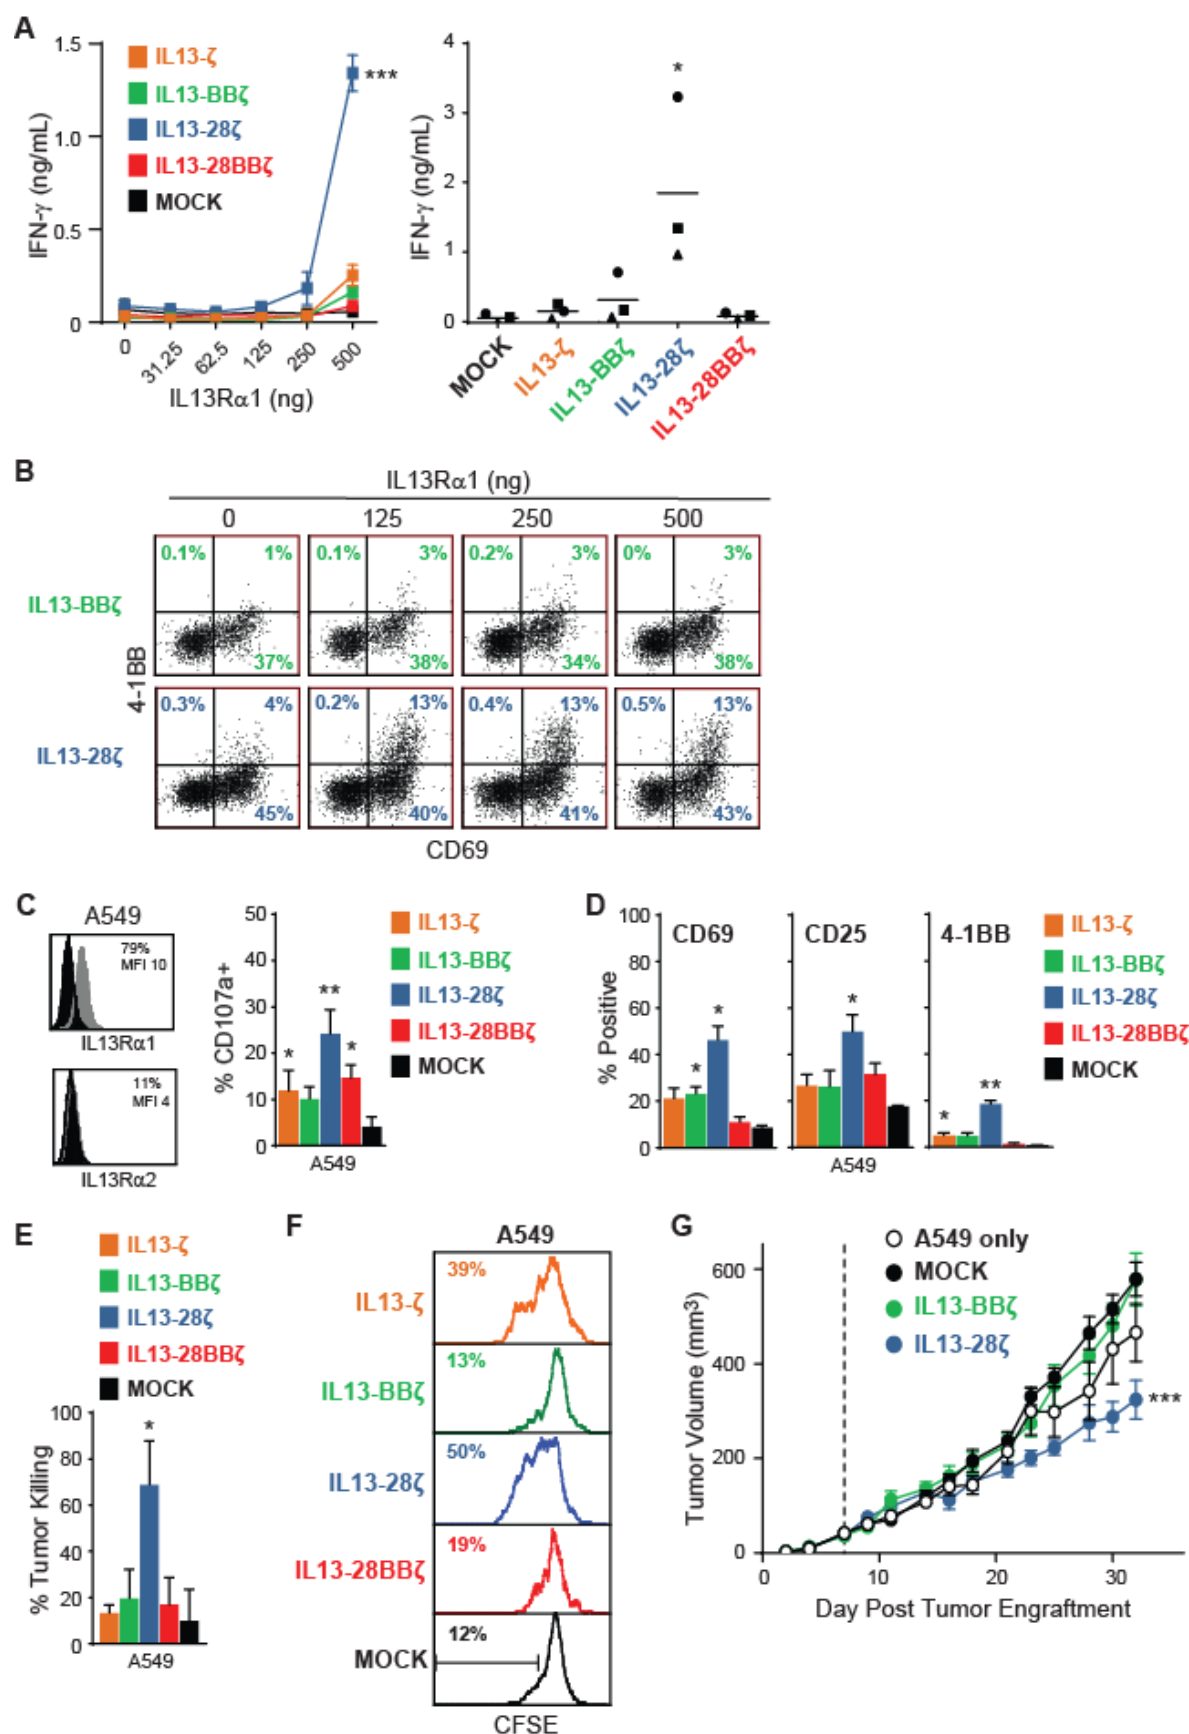 A
1.5
1.0
0.5
0
IFN-γ (ng/mL)
IL13-ζ
IL13-BBζ
IL13-28ζ
IL13-28BBζ
MOCK
***
0
31.25
62.5
125
250
500
IL13Rα1 (ng)
4
3
2
1
0
IFN-γ (ng/mL)
*
MOCK
IL13-ζ
IL13-BBζ
IL13-28ζ
IL13-28BBζ
B
IL13Rα1 (ng)
0 125 250 500
IL13-BBζ
0.1% 1% 0.1% 3% 0.2% 3% 0% 3%
37% 38% 34% 38%
4-1BB
IL13-28ζ
0.3% 4% 0.2% 13% 0.4% 13% 0.5% 13%
45% 40% 41% 43%
CD69
C
A549
79%
MFI 10
IL13Rα1
11%
MFI 4
IL13Rα2
50
40
30
20
10
0
% CD107a+
* ** *
A549
IL13-ζ
IL13-BBζ
IL13-28ζ
IL13-28BBζ
MOCK
D
100
80
60
40
20
0
% Positive
CD69 CD25 4-1BB
* * * * **
A549
IL13-ζ
IL13-BBζ
IL13-28ζ
IL13-28BBζ
MOCK
E
IL13-ζ
IL13-BBζ
IL13-28ζ
IL13-28BBζ
MOCK
100
80
60
40
20
0
% Tumor Killing
*
A549
F
A549
IL13-ζ 39%
IL13-BBζ 13%
IL13-28ζ 50%
IL13-28BBζ 19%
MOCK 12%
CFSE
G
A549 only
MOCK
IL13-BBζ
IL13-28ζ
600
400
200
0
Tumor Volume (mm³)
***
0 10 20 30
Day Post Tumor Engraftment